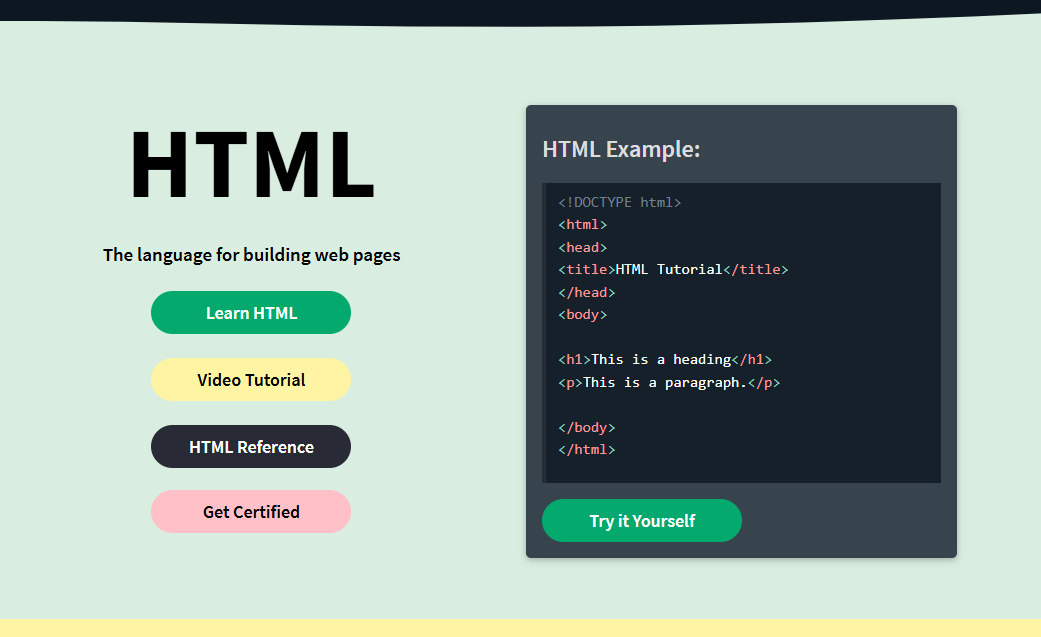 HTML
The language for building web pages
Learn HTML
Video Tutorial
HTML Reference
Get Certified
HTML Example:
<!DOCTYPE html>
<html>
<head>
<title>HTML Tutorial</title>
</head>
<body>
<h1>This is a heading</h1>
<p>This is a paragraph.</p>
</body>
</html>
Try it Yourself